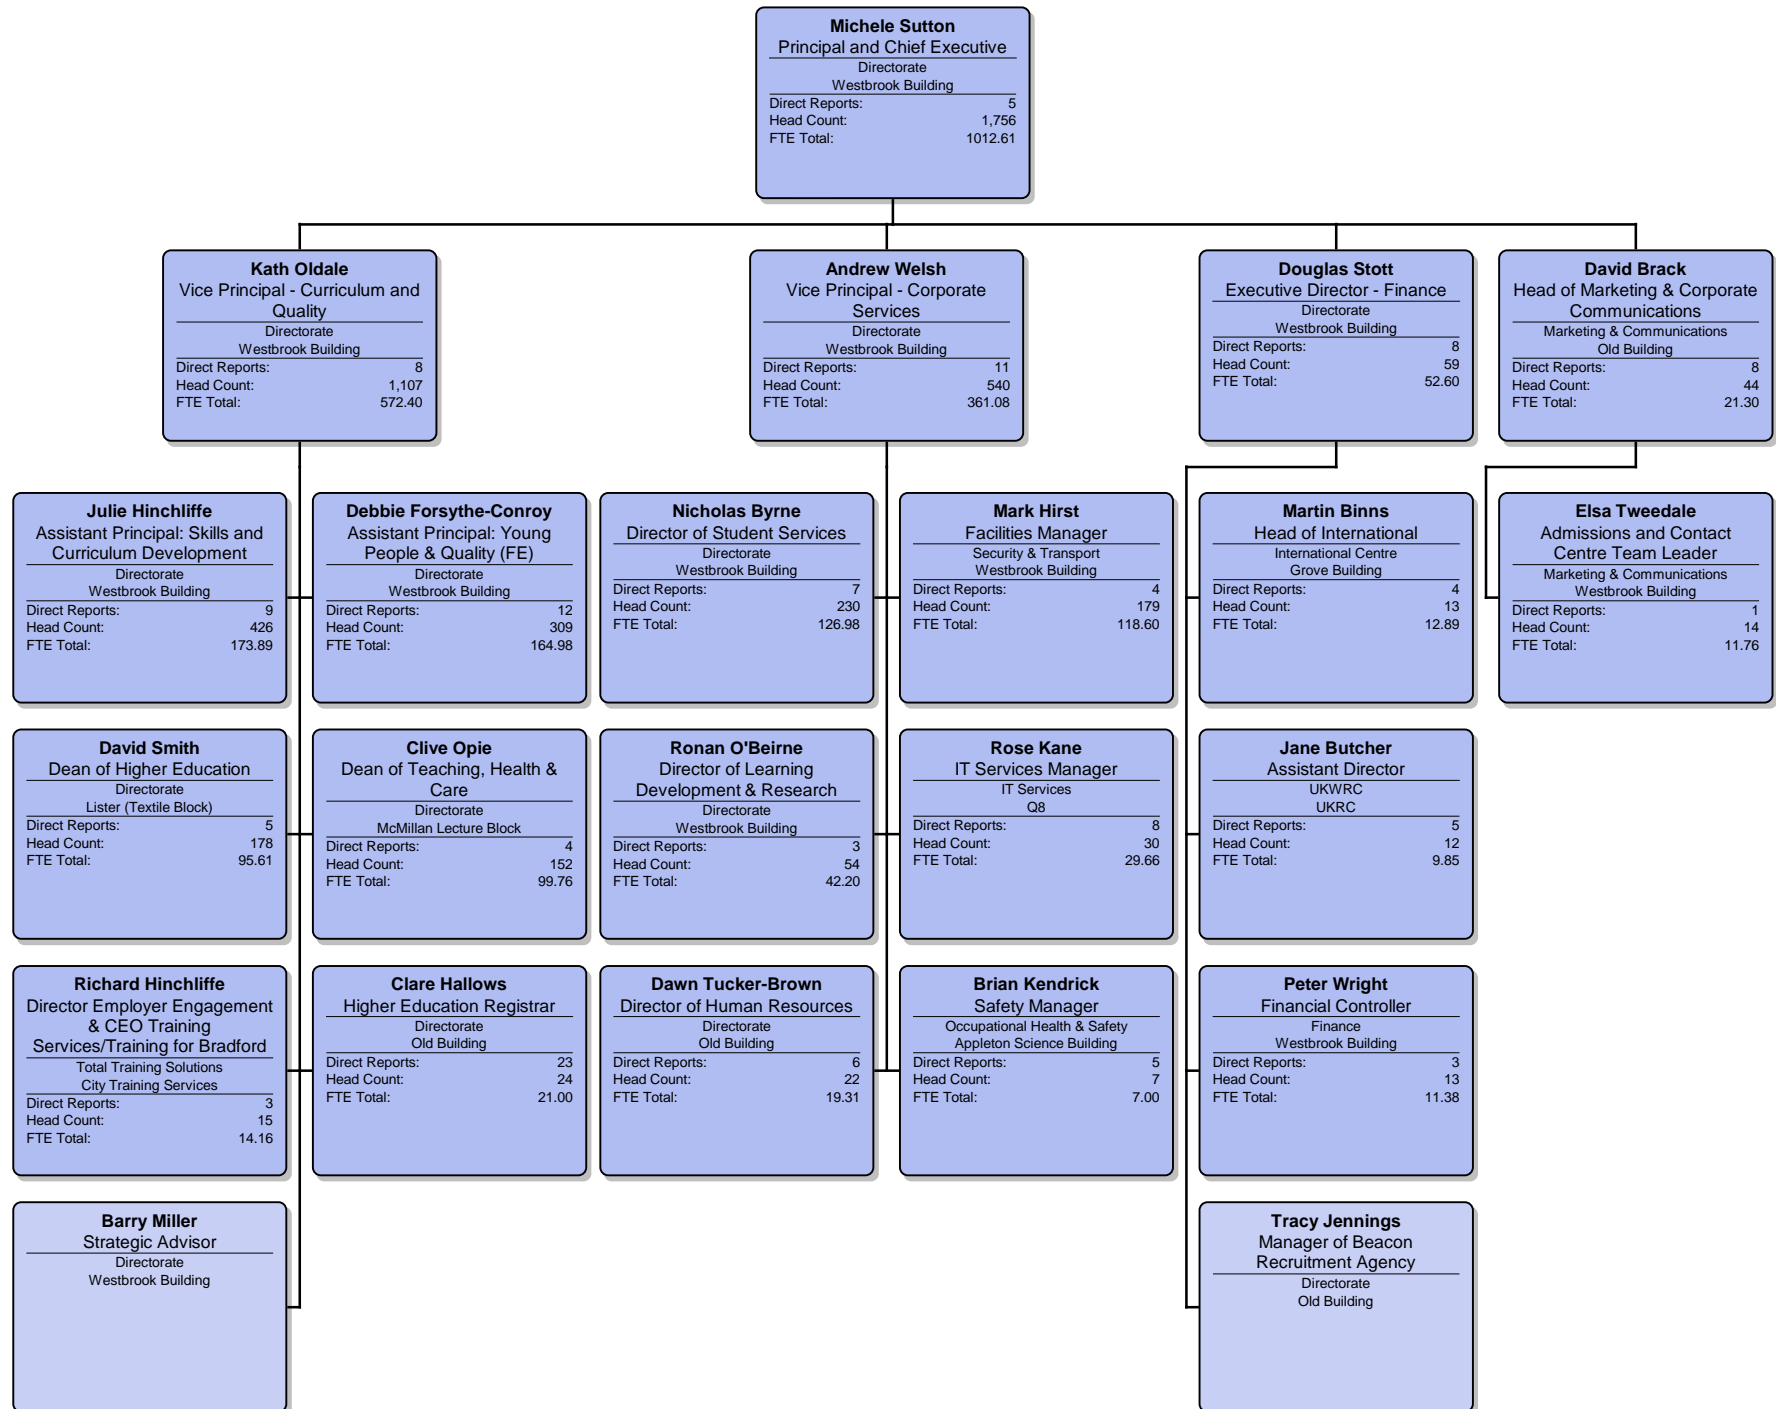 Michele Sutton
Principal and Chief Executive
Directorate
Westbrook Building
Direct Reports: 5
Head Count: 1,756
FTE Total: 1012.61
Kath Oldale
Vice Principal - Curriculum and
Quality
Directorate
Westbrook Building
Direct Reports: 8
Head Count: 1,107
FTE Total: 572.40
Andrew Welsh
Vice Principal - Corporate
Services
Directorate
Westbrook Building
Direct Reports: 11
Head Count: 540
FTE Total: 361.08
Douglas Stott
Executive Director - Finance
Directorate
Westbrook Building
Direct Reports: 8
Head Count: 59
FTE Total: 52.60
David Brack
Head of Marketing & Corporate
Communications
Marketing & Communications
Old Building
Direct Reports: 8
Head Count: 44
FTE Total: 21.30
Julie Hinchliffe
Assistant Principal: Skills and
Curriculum Development
Directorate
Westbrook Building
Direct Reports: 9
Head Count: 426
FTE Total: 173.89
Debbie Forsythe-Conroy
Assistant Principal: Young
People & Quality (FE)
Directorate
Westbrook Building
Direct Reports: 12
Head Count: 309
FTE Total: 164.98
Nicholas Byrne
Director of Student Services
Directorate
Westbrook Building
Direct Reports: 7
Head Count: 230
FTE Total: 126.98
Mark Hirst
Facilities Manager
Security & Transport
Westbrook Building
Direct Reports: 4
Head Count: 179
FTE Total: 118.60
Martin Binns
Head of International
International Centre
Grove Building
Direct Reports: 4
Head Count: 13
FTE Total: 12.89
Elsa Tweedale
Admissions and Contact
Centre Team Leader
Marketing & Communications
Westbrook Building
Direct Reports: 1
Head Count: 14
FTE Total: 11.76
David Smith
Dean of Higher Education
Directorate
Lister (Textile Block)
Direct Reports: 5
Head Count: 178
FTE Total: 95.61
Clive Opie
Dean of Teaching, Health &
Care
Directorate
McMillan Lecture Block
Direct Reports: 4
Head Count: 152
FTE Total: 99.76
Ronan O'Beirne
Director of Learning
Development & Research
Directorate
Westbrook Building
Direct Reports: 3
Head Count: 54
FTE Total: 42.20
Rose Kane
IT Services Manager
IT Services
Q8
Direct Reports: 8
Head Count: 30
FTE Total: 29.66
Jane Butcher
Assistant Director
UKWRC
UKRC
Direct Reports: 5
Head Count: 12
FTE Total: 9.85
Richard Hinchliffe
Director Employer Engagement
& CEO Training
Services/Training for Bradford
Total Training Solutions
City Training Services
Direct Reports: 3
Head Count: 15
FTE Total: 14.16
Clare Hallows
Higher Education Registrar
Directorate
Old Building
Direct Reports: 23
Head Count: 24
FTE Total: 21.00
Dawn Tucker-Brown
Director of Human Resources
Directorate
Old Building
Direct Reports: 6
Head Count: 22
FTE Total: 19.31
Brian Kendrick
Safety Manager
Occupational Health & Safety
Appleton Science Building
Direct Reports: 5
Head Count: 7
FTE Total: 7.00
Peter Wright
Financial Controller
Finance
Westbrook Building
Direct Reports: 3
Head Count: 13
FTE Total: 11.38
Barry Miller
Strategic Advisor
Directorate
Westbrook Building
Tracy Jennings
Manager of Beacon
Recruitment Agency
Directorate
Old Building